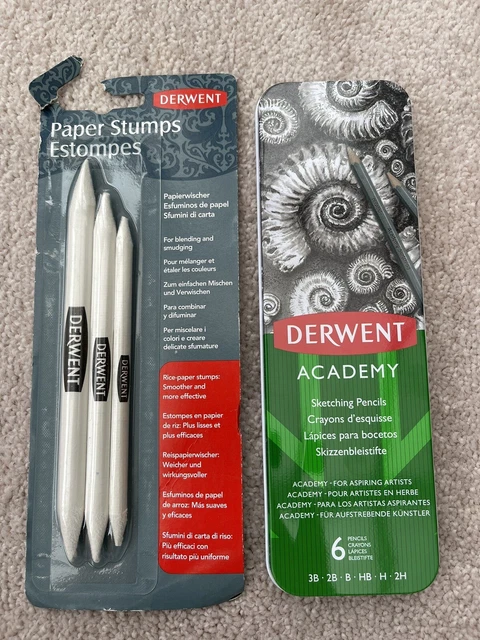 DERWENT
Paper Stumps
Estompes
Papierwischer
Esfuminos de papel
Sfumini di carta
For blending and
smudging
Pour mélanger et
étaler les couleurs
Zum einfachen Mischen
und Verwischen
Para combinar
y difuminar
Per miscelare i
colori e creare
delicate sfumature
Rice-paper stumps:
Smoother and
more effective
Estompes en papier
de riz: Plus lisses et
plus efficaces
Reispapierwischer:
Weicher und
wirkungsvoller
Esfuminos de papel
de arroz: Más suaves
y eficaces
Sfumini di carta di riso:
Più efficaci con
risultato più uniforme
DERWENT
DERWENT
DERWENT
DERWENT
ACADEMY
Sketching Pencils
Crayons d'esquisse
Lápices para bocetos
Skizzenbleistifte
ACADEMY - FOR ASPIRING ARTISTS
ACADEMY - POUR ARTISTES EN HERBE
ACADEMY - PARA LOS ARTISTAS ASPIRANTES
ACADEMY - FÜR AUFSTREBENDE KÜNSTLER
6
PENCILS
CRAYONS
LÁPICES
BLEISTIFTE
3B · 2B · B · HB · H · 2H